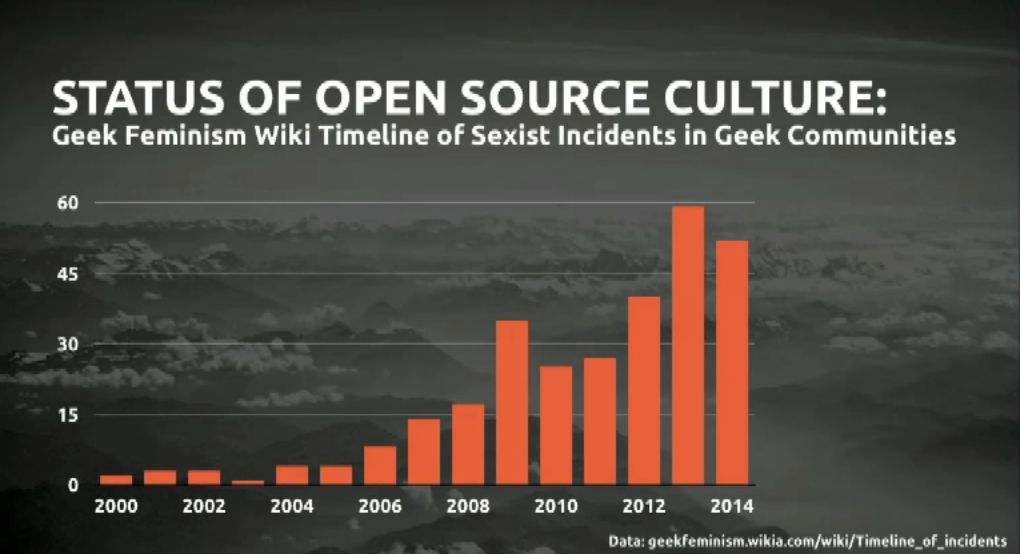 STATUS OF OPEN SOURCE CULTURE:
Geek Feminism Wiki Timeline of Sexist Incidents in Geek Communities
60
45
30
15
0
2000 2002 2004 2006 2008 2010 2012 2014
Data: geekfeminism.wikia.com/wiki/Timeline_of_incidents